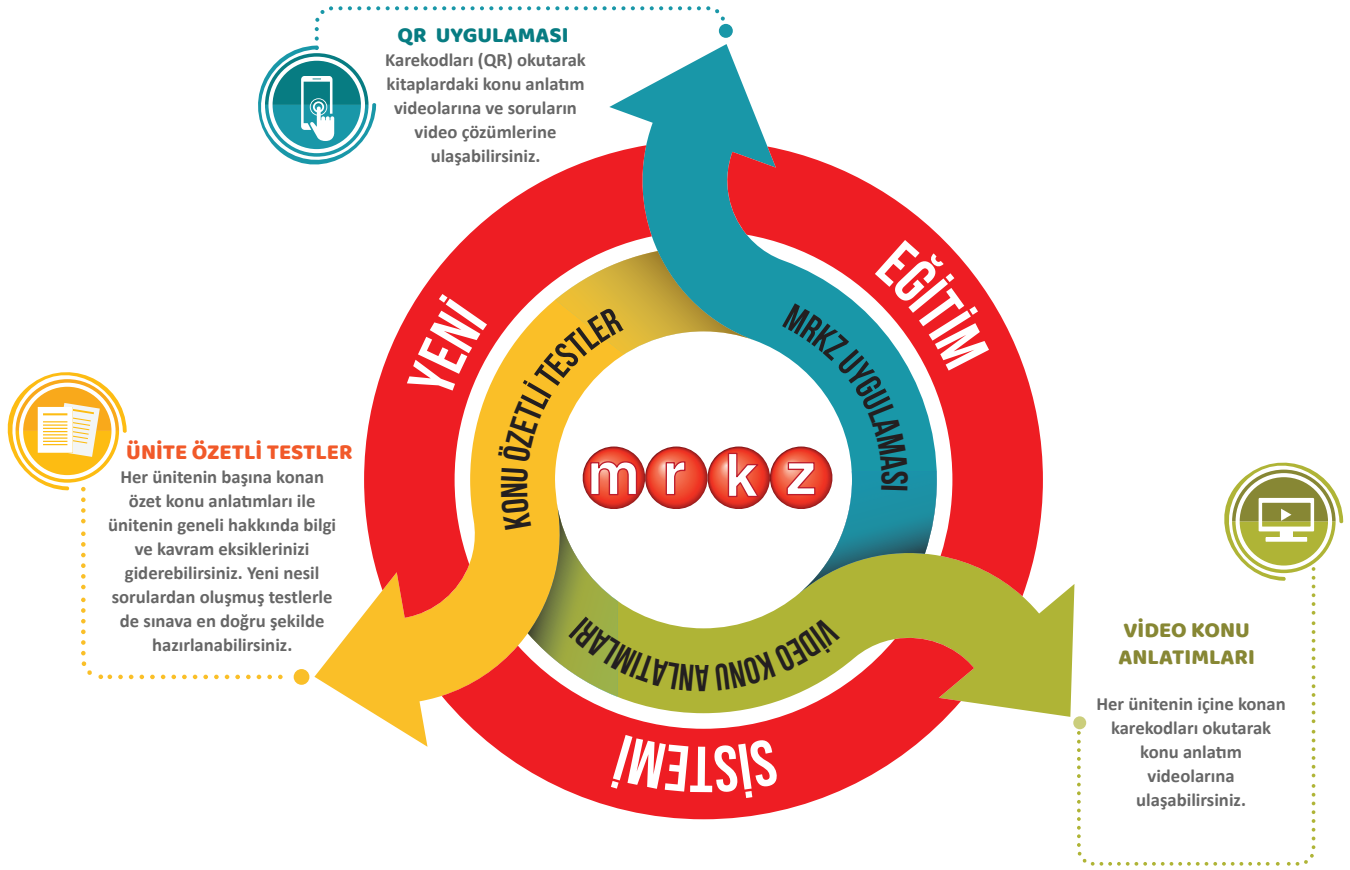 QR UYGULAMASI
Karekodları (QR) okutarak
kitaplardaki konu anlatım
videolarına ve soruların
video çözümlerine
ulaşabilirsiniz.
YENİ
EĞİTİM
SİSTEMİ
KONU ÖZETLİ TESTLER
MRKZ UYGULAMASI
VİDEO KONU ANLATIMLARI
mrkz
ÜNİTE ÖZETLİ TESTLER
Her ünitenin başına konan
özet konu anlatımları ile
ünitenin geneli hakkında bilgi
ve kavram eksiklerinizi
giderebilirsiniz. Yeni nesil
sorulardan oluşmuş testlerle
de sınava en doğru şekilde
hazırlanabilirsiniz.
VİDEO KONU
ANLATIMLARI
Her ünitenin içine konan
karekodları okutarak
konu anlatım
videolarına
ulaşabilirsiniz.